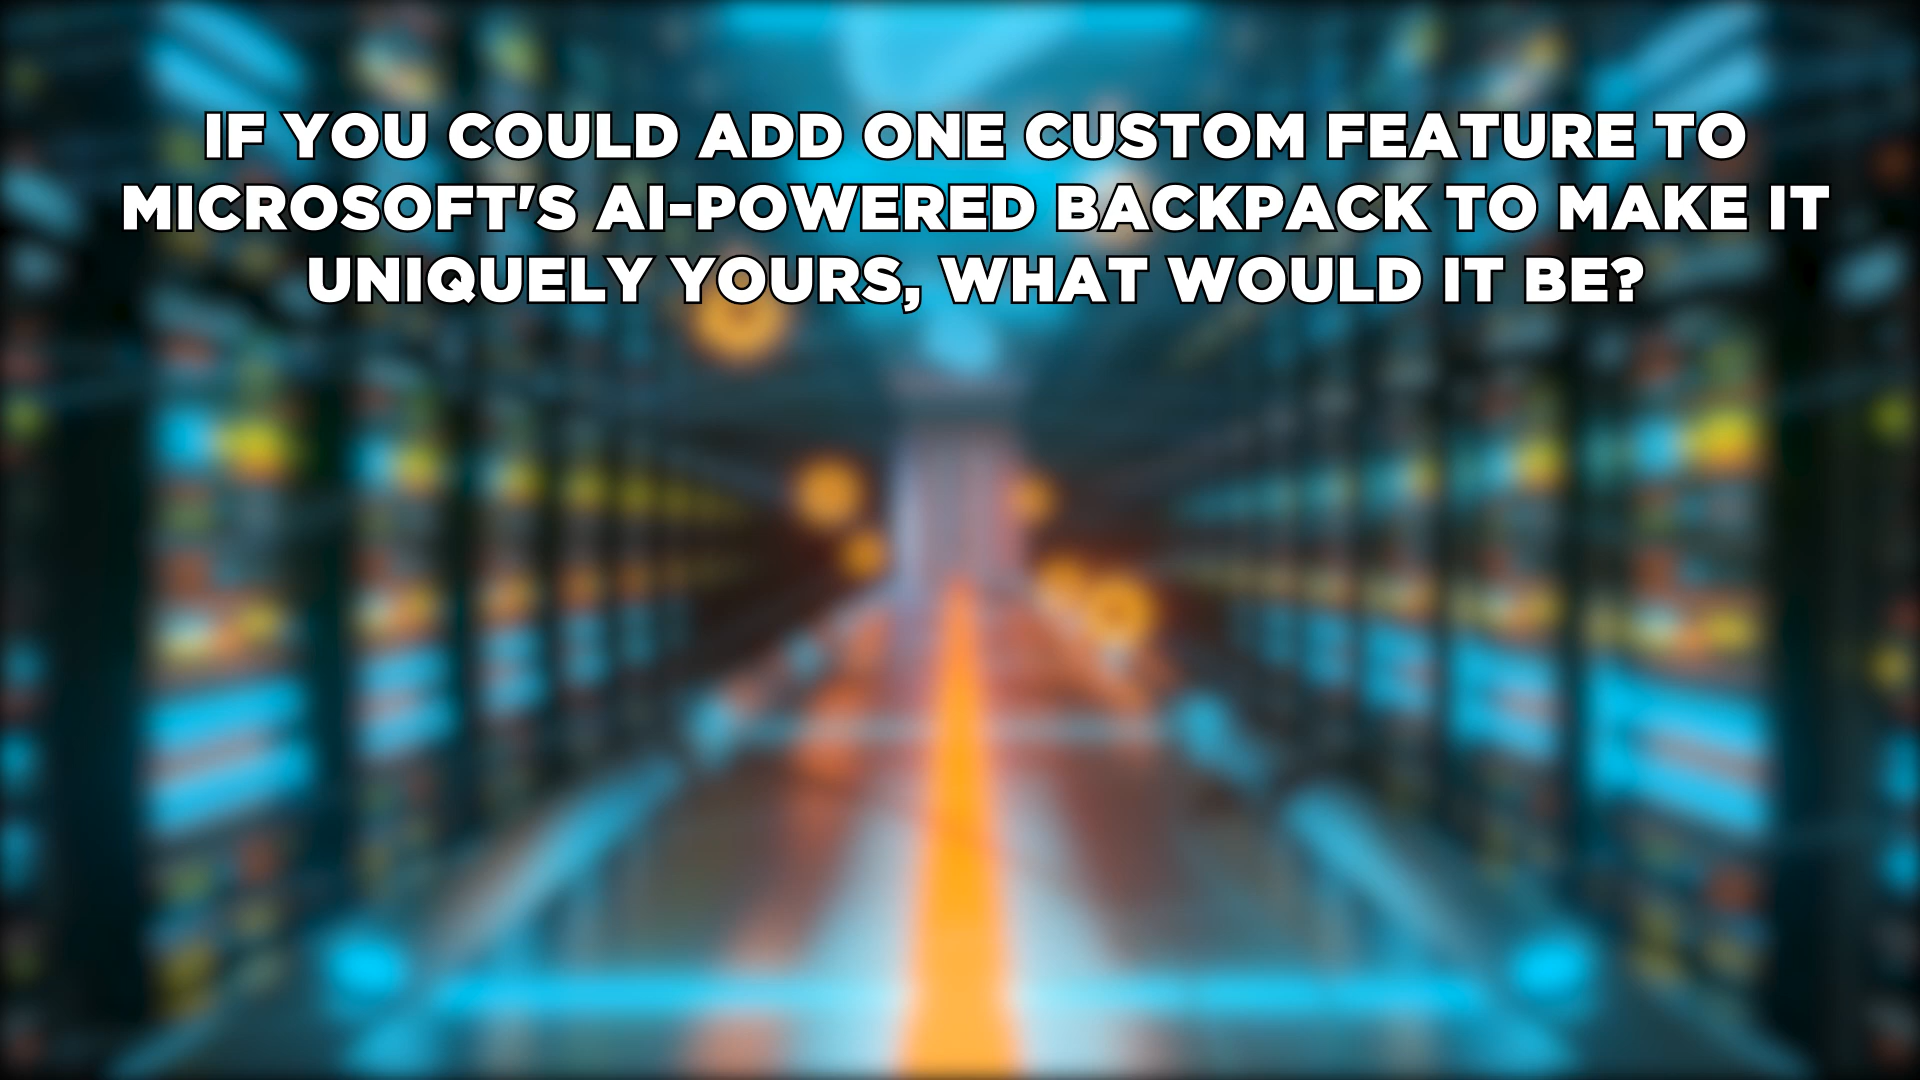 IF YOU COULD ADD ONE CUSTOM FEATURE TO
MICROSOFT'S AI-POWERED BACKPACK TO MAKE IT
UNIQUELY YOURS, WHAT WOULD IT BE?